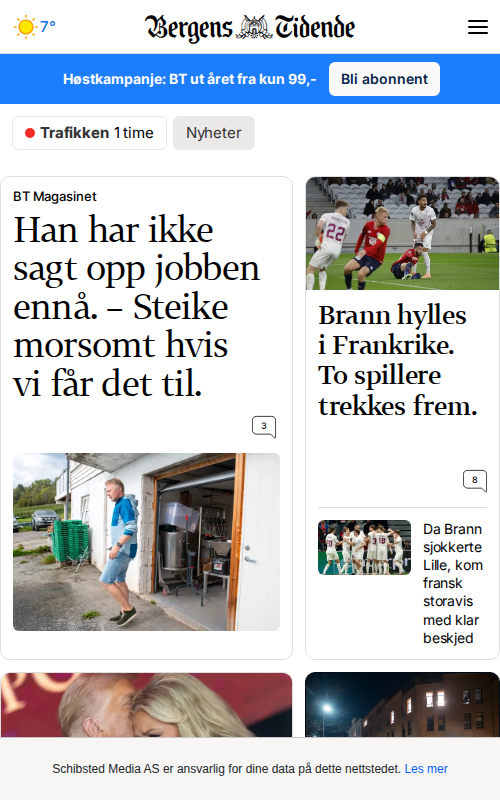 7°
Bergens Tidende
Høstkampanje: BT ut året fra kun 99,-
Bli abonnent
Trafikken 1 time
Nyheter
BT Magasinet
Han har ikke
sagt opp jobben
ennå. – Steike
morsomt hvis
vi får det til.
3
22
Brann hylles
i Frankrike.
To spillere
trekkes frem.
8
Da Brann
sjokkerte
Lille, kom
fransk
storavis
med klar
beskjed
Schibsted Media AS er ansvarlig for dine data på dette nettstedet. Les mer